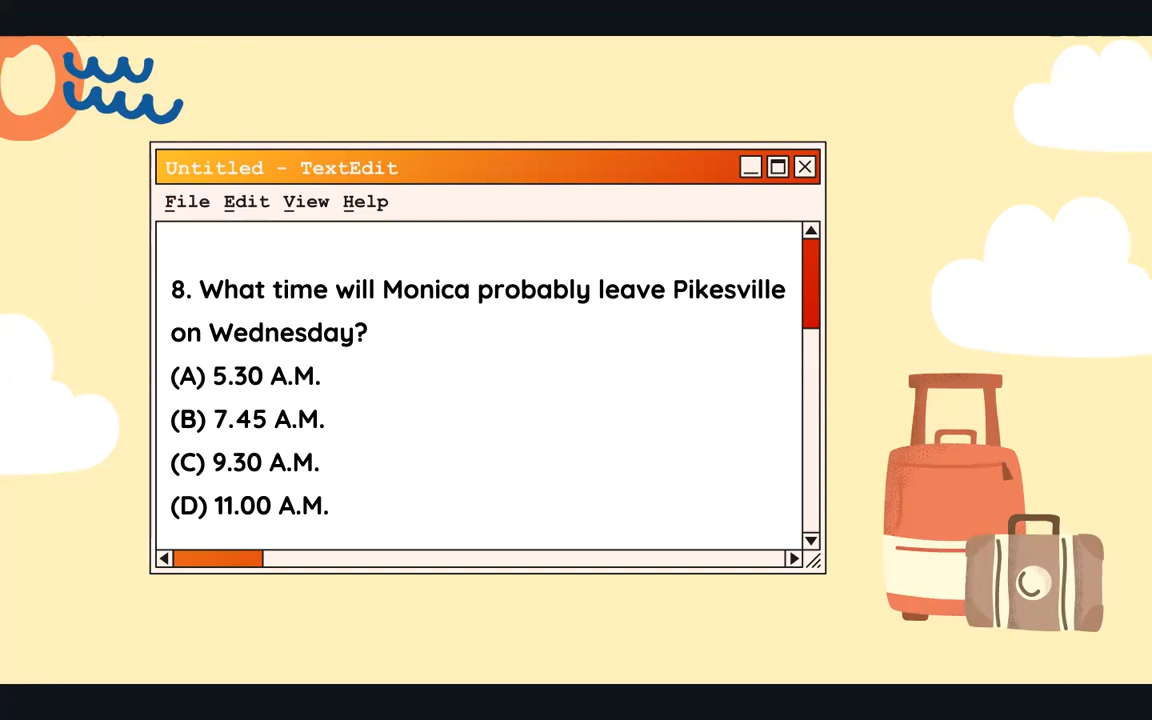 Untitled - TextEdit
File Edit View Help
8. What time will Monica probably leave Pikesville
on Wednesday?
(A) 5.30 A.M.
(B) 7.45 A.M.
(C) 9.30 A.M.
(D) 11.00 A.M.